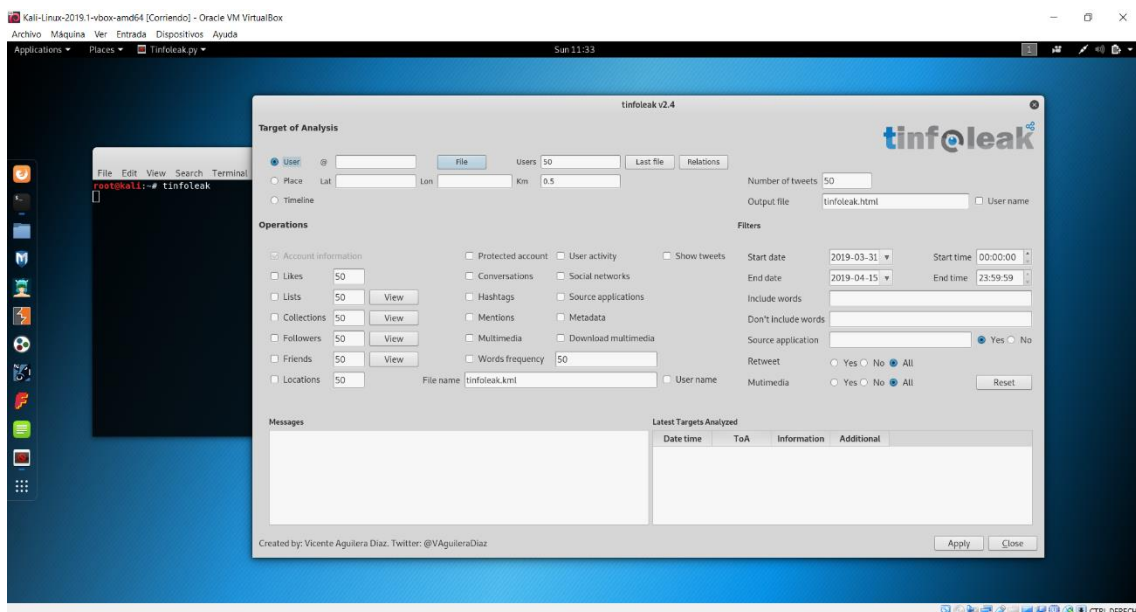 Kali-Linux-2019.1-vbox-amd64 [Corriendo] - Oracle VM VirtualBox
Archivo Máquina Ver Entrada Dispositivos Ayuda
Applications Places Tinfoleak.py Sun 11:33 1
File Edit View Search Terminal
root@kali:~# tinfoleak
tinfoleak v2.4
Target of Analysis
tinfoleak
User @ File Users 50 Last file Relations
Place Lat Lon Km 0.5
Timeline
Number of tweets 50
Output file tinfoleak.html User name
Operations
Account information Protected account User activity Show tweets
Likes 50 Conversations Social networks
Lists 50 View Hashtags Source applications
Collections 50 View Mentions Metadata
Followers 50 View Multimedia Download multimedia
Friends 50 View Words frequency 50
Locations 50 File name tinfoleak.kml User name
Filters
Start date 2019-03-31 Start time 00:00:00
End date 2019-04-15 End time 23:59:59
Include words
Don't include words
Source application Yes No
Retweet Yes No All
Mutimedia Yes No All Reset
Messages
Latest Targets Analyzed
Date time ToA Information Additional
Created by: Vicente Aguilera Diaz. Twitter: @VAguileraDiaz
Apply Close
CTRL DERECHA